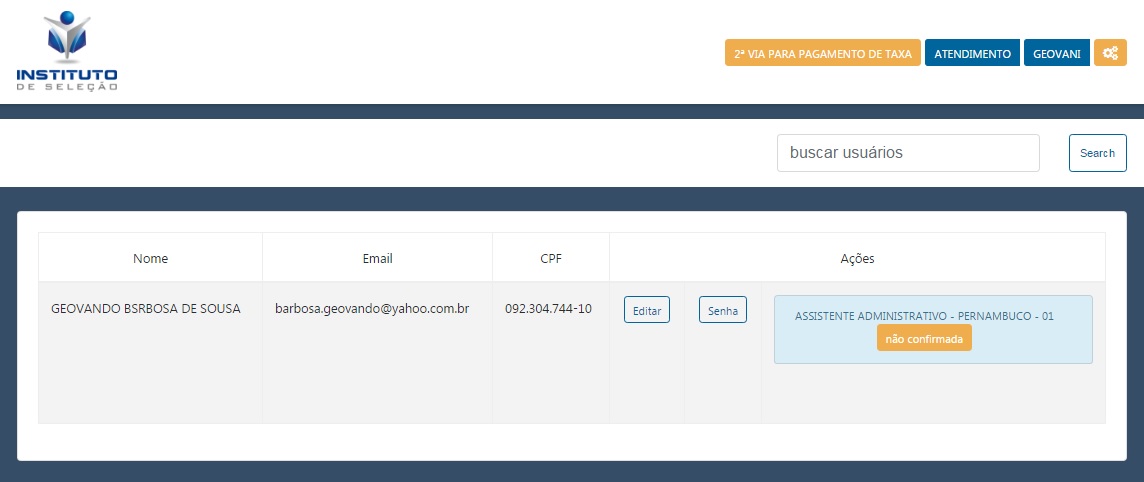 INSTITUTO
DE SELEÇÃO
2ª VIA PARA PAGAMENTO DE TAXA
ATENDIMENTO
GEOVANI
buscar usuários
Search
Nome
Email
CPF
Ações
GEOVANDO BSRBOSA DE SOUSA
barbosa.geovando@yahoo.com.br
092.304.744-10
Editar
Senha
ASSISTENTE ADMINISTRATIVO - PERNAMBUCO - 01
não confirmada